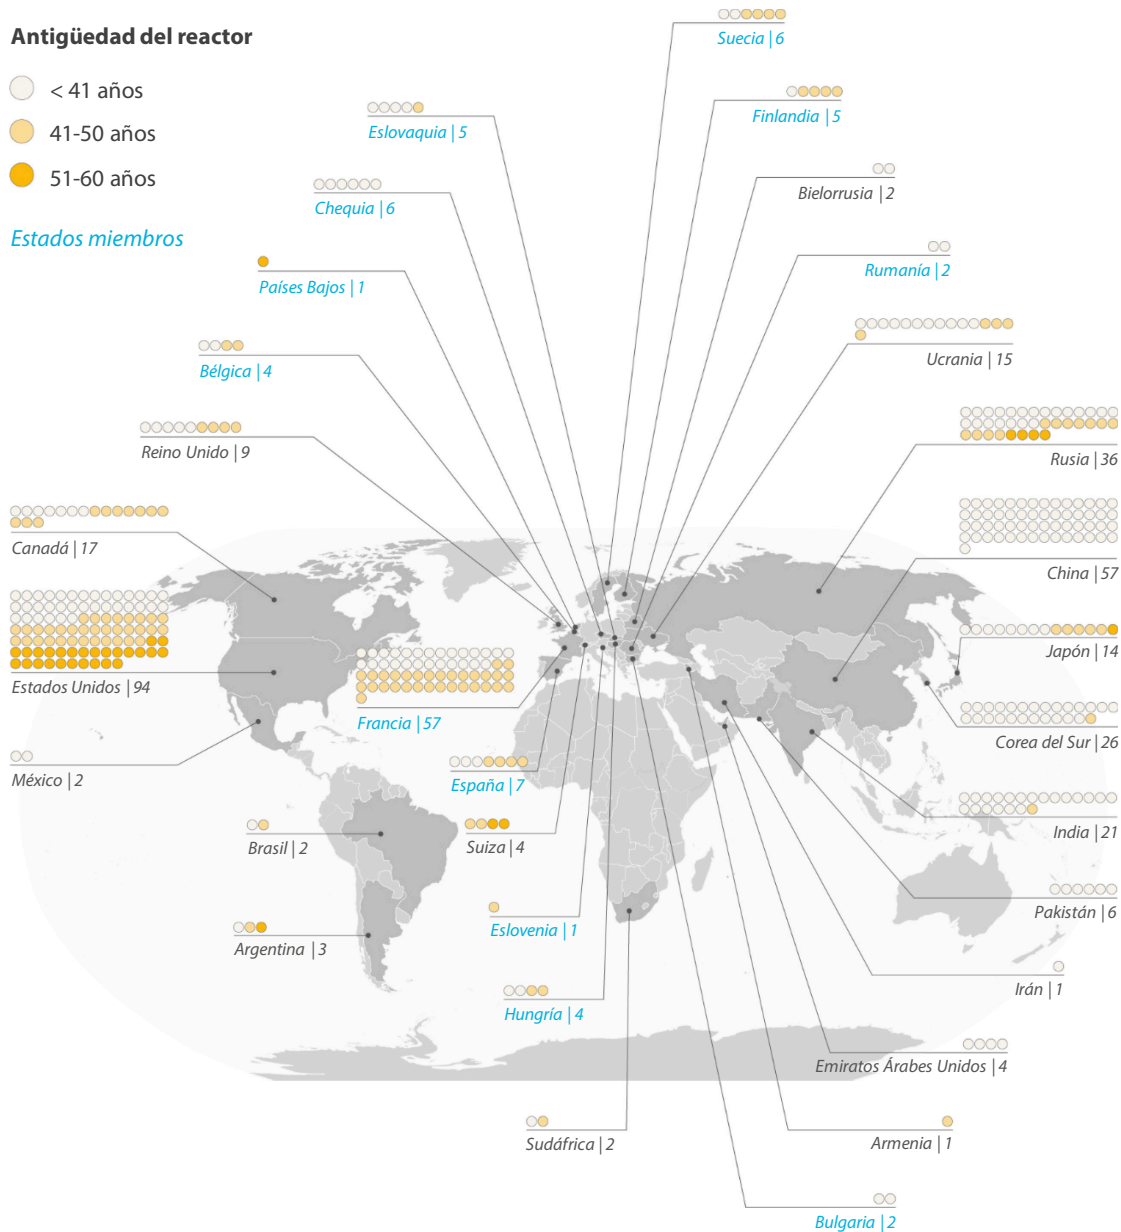 Antigüedad del reactor
< 41 años
41-50 años
51-60 años
Estados miembros
Suecia | 6
Finlandia | 5
Eslovaquia | 5
Bielorrusia | 2
Chequia | 6
Rumanía | 2
Países Bajos | 1
Ucrania | 15
Bélgica | 4
Reino Unido | 9
Rusia | 36
Canadá | 17
China | 57
Japón | 14
Estados Unidos | 94
Francia | 57
Corea del Sur | 26
México | 2
España | 7
India | 21
Brasil | 2
Suiza | 4
Pakistán | 6
Eslovenia | 1
Argentina | 3
Irán | 1
Hungría | 4
Emiratos Árabes Unidos | 4
Sudáfrica | 2
Armenia | 1
Bulgaria | 2